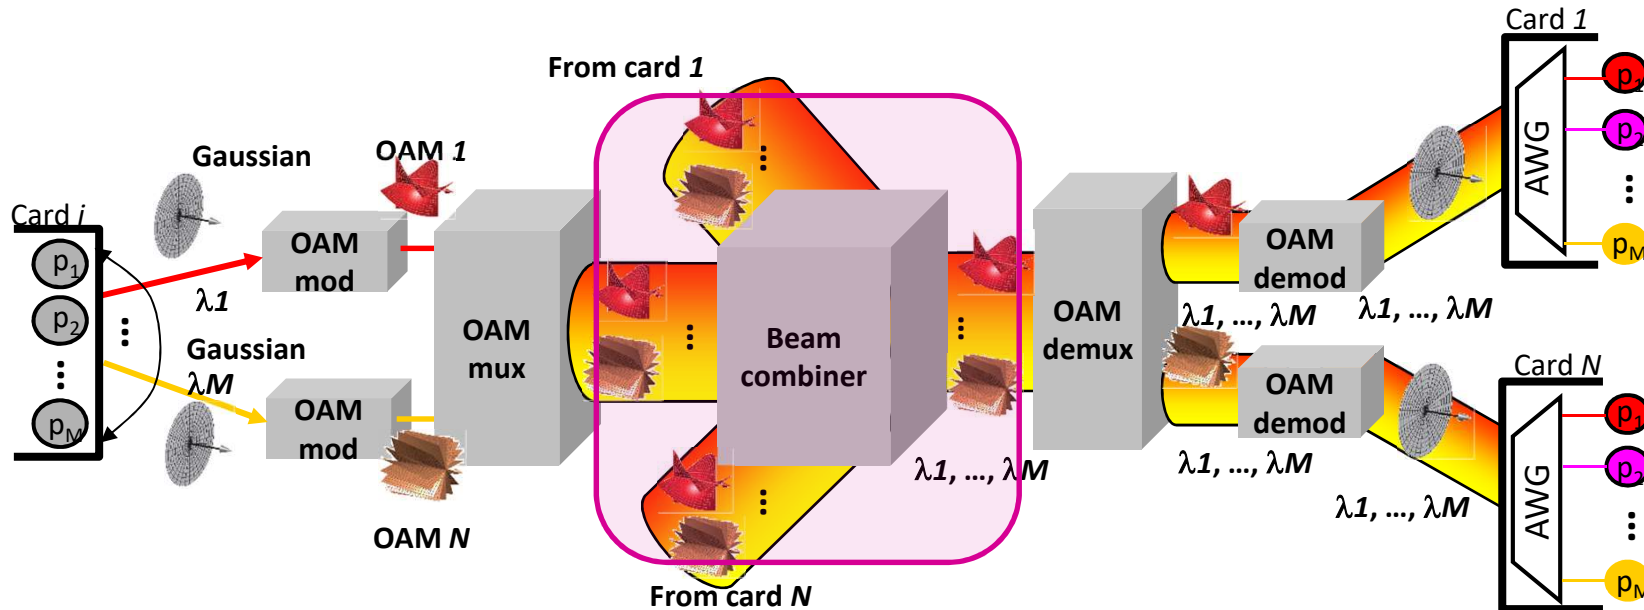 Card 1
From card 1
p1
Gaussian
OAM 1
AWG
p2
Card i
...
p1
OAM
mod
OAM
demod
pM
λ1
λ1, …, λM
λ1, …, λM
p2
...
...
...
...
OAM
mux
...
Beam
combiner
...
OAM
demux
Gaussian
λM
Card N
...
pM
OAM
mod
OAM
demod
p1
λ1, …, λM
λ1, …, λM
p2
λ1, …, λM
AWG
...
...
OAM N
pM
From card N